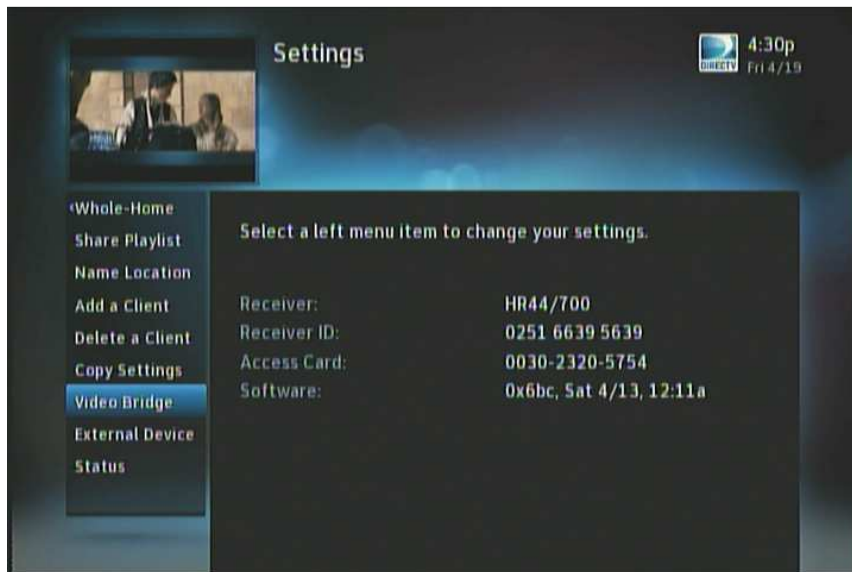 Settings
4:30p
DIRECTV
Fri 4/19
Whole-Home
Share Playlist
Name Location
Add a Client
Delete a Client
Copy Settings
Video Bridge
External Device
Status
Select a left menu item to change your settings.
Receiver: HR44/700
Receiver ID: 0251 6639 5639
Access Card: 0030-2320-5754
Software: 0x6bc, Sat 4/13, 12:11a